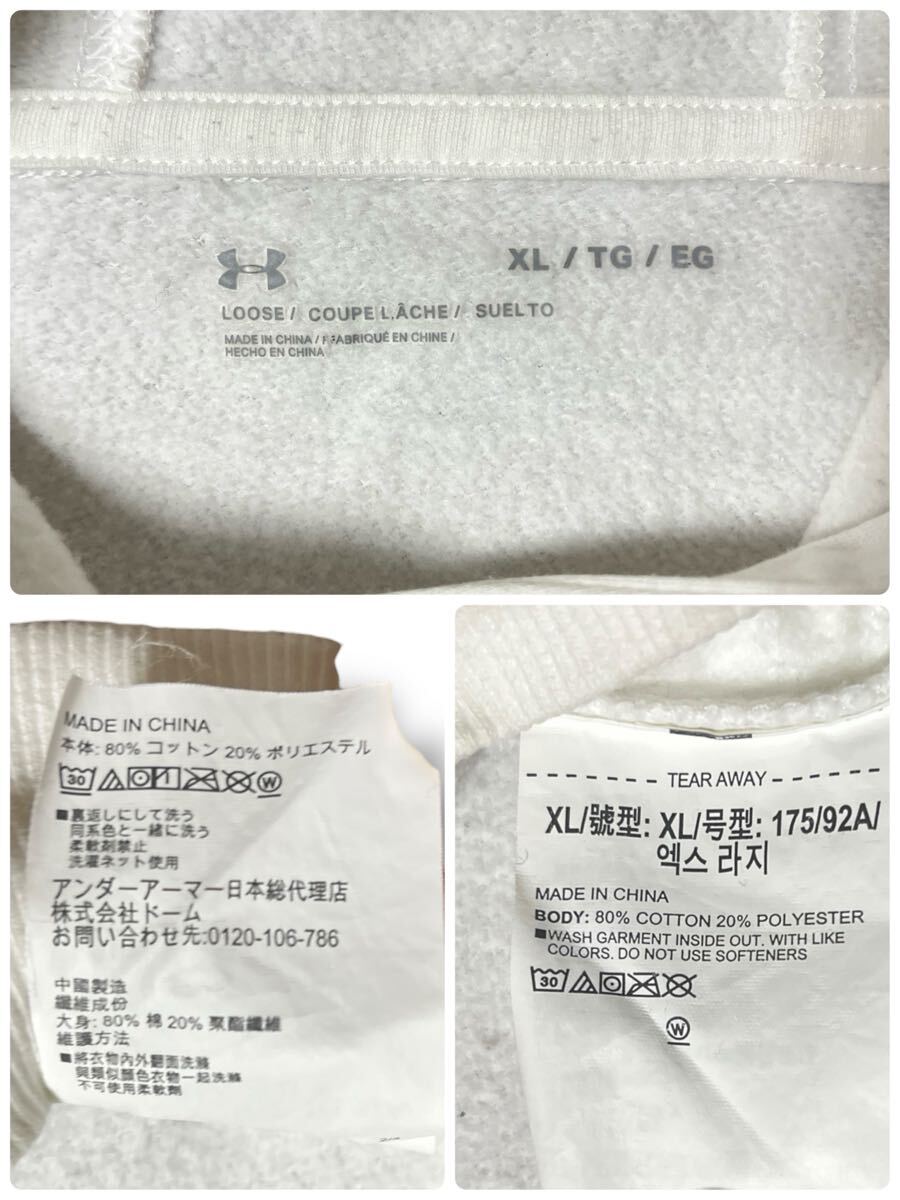 XL / TG / EG
LOOSE / COUPE LÂCHE / SUELTO
MADE IN CHINA / FABRIQUÉ EN CHINE /
HECHO EN CHINA
MADE IN CHINA
本体: 80% コットン 20% ポリエステル
30
W
■裏返しにして洗う
同系色と一緒に洗う
柔軟剤禁止
洗濯ネット使用
アンダーアーマー日本総代理店
株式会社ドーム
お問い合わせ先:0120-106-786
中國製造
纖維成份
大身: 80% 棉 20% 聚酯纖維
維護方法
■將衣物內外翻面洗滌
與類似顏色衣物一起洗滌
不可使用柔軟劑
TEAR AWAY
XL/號型: XL/号型: 175/92A/
엑스 라지
MADE IN CHINA
BODY: 80% COTTON 20% POLYESTER
■WASH GARMENT INSIDE OUT. WITH LIKE
COLORS. DO NOT USE SOFTENERS
30
W